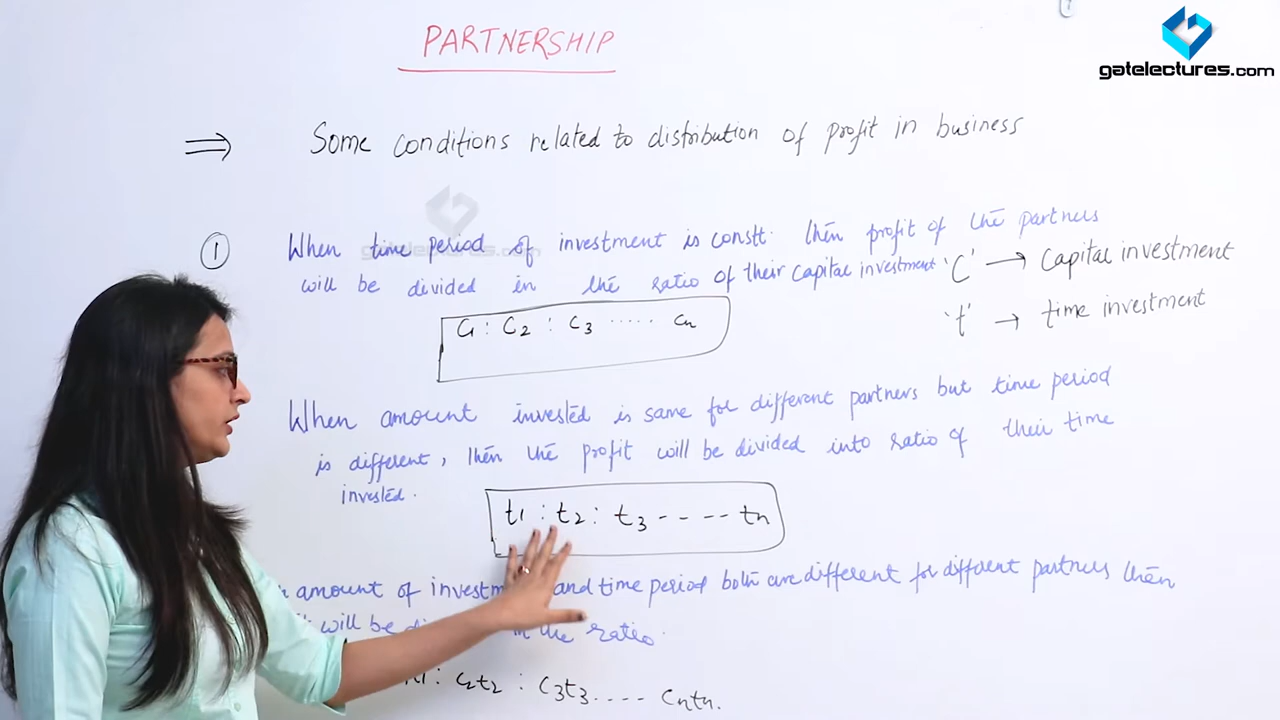 PARTNERSHIP
gatelectures.com
⇒ Some conditions related to distribution of profit in business
① When time period of investment is constt. then profit of the partners
will be divided in the ratio of their capital investment
'C' → Capital investment
't' → time investment
C1 : C2 : C3 ..... Cn
When amount invested is same for different partners but time period
is different, then the profit will be divided into ratio of their time
invested.
t1 : t2 : t3 ---- tn
amount of and time period both are different for different partners then
will be in the ratio.
: C2t2 : C3t3 .... Cntn.